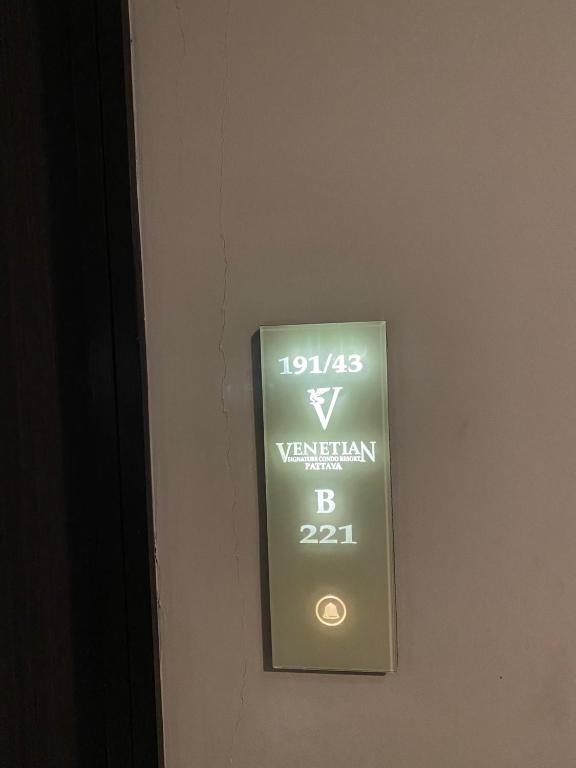 191/43
V
VENETIAN
SIGNATURE CONDO RESORT
PATTAYA
B
221